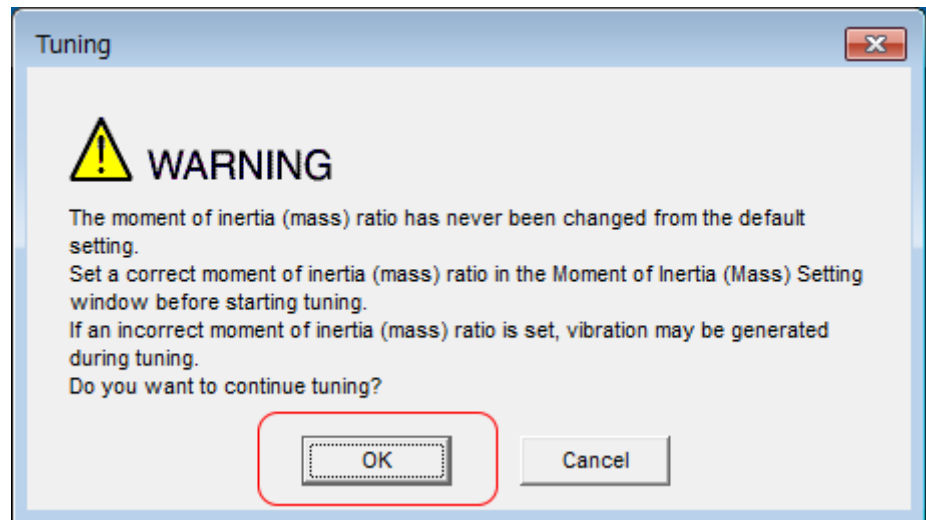 Tuning
WARNING
The moment of inertia (mass) ratio has never been changed from the default
setting.
Set a correct moment of inertia (mass) ratio in the Moment of Inertia (Mass) Setting
window before starting tuning.
If an incorrect moment of inertia (mass) ratio is set, vibration may be generated
during tuning.
Do you want to continue tuning?
OK Cancel